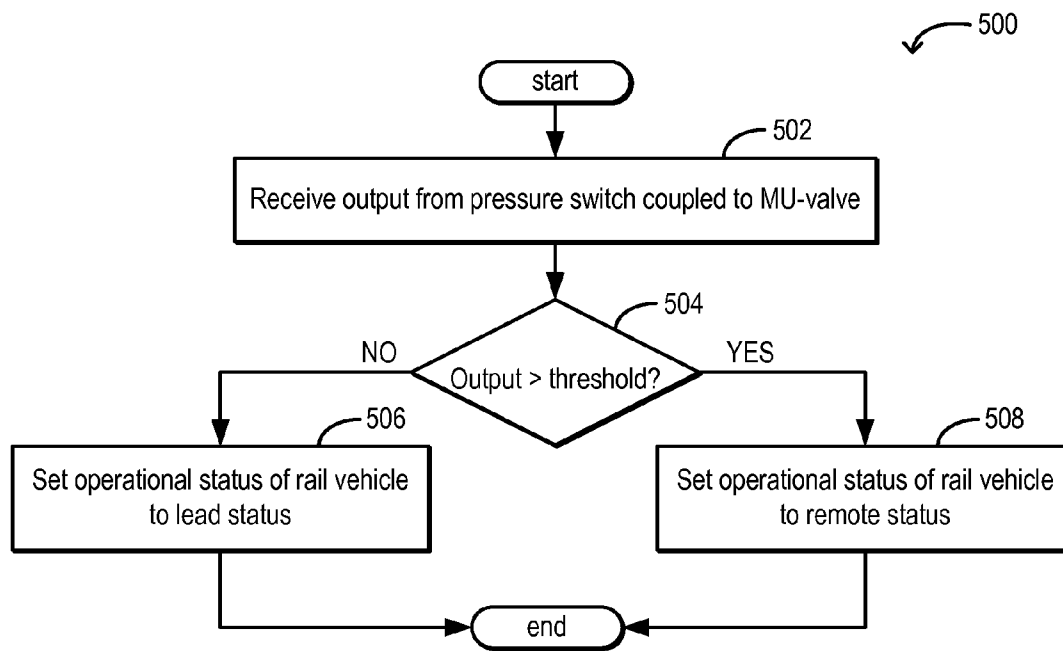 500
start
502
Receive output from pressure switch coupled to MU-valve
504
NO
YES
Output > threshold?
506
508
Set operational status of rail vehicle
to lead status
Set operational status of rail vehicle
to remote status
end